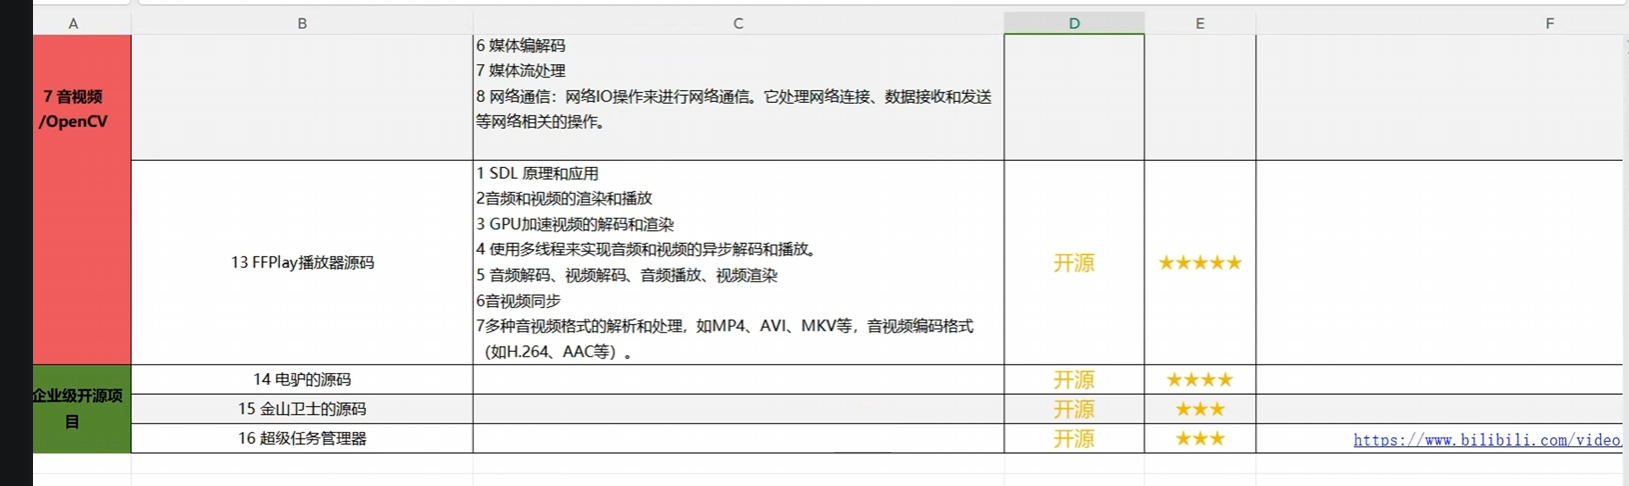 A B C D E F
6 媒体编解码
7 媒体流处理
7 音视频
/OpenCV
8 网络通信：网络IO操作来进行网络通信。它处理网络连接、数据接收和发送
等网络相关的操作。
13 FFPlay播放器源码
1 SDL 原理和应用
2音频和视频的渲染和播放
3 GPU加速视频的解码和渲染
4 使用多线程来实现音频和视频的异步解码和播放。
5 音频解码、视频解码、音频播放、视频渲染
6音视频同步
7多种音视频格式的解析和处理，如MP4、AVI、MKV等，音视频编码格式
（如H.264、AAC等）。
开源 ★★★★★
企业级开源项
目
14 电驴的源码 开源 ★★★★
15 金山卫士的源码 开源 ★★★
16 超级任务管理器 开源 ★★★ https://www.bilibili.com/video